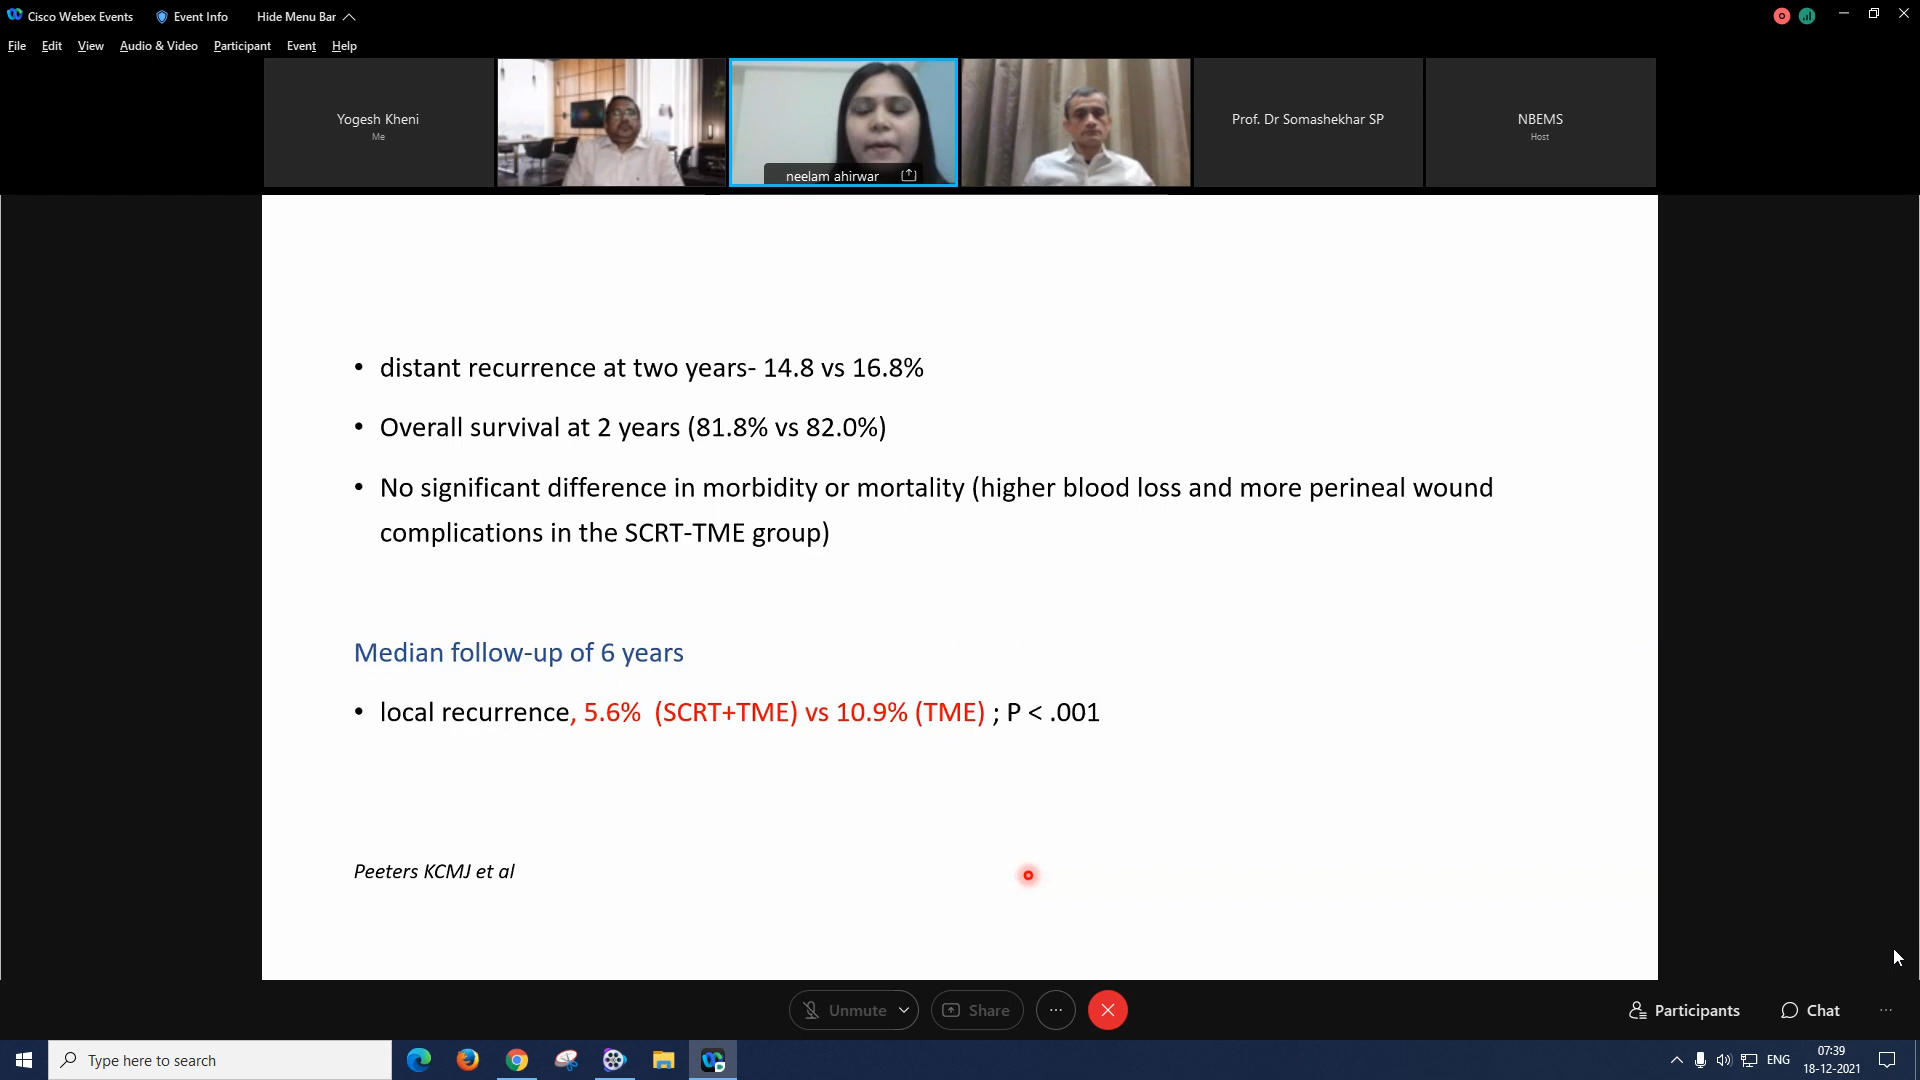 Cisco Webex Events Event Info Hide Menu Bar
File Edit View Audio & Video Participant Event Help
Yogesh Kheni
Me
neelam ahirwar
Prof. Dr Somashekhar SP
NBEMS
Host
• distant recurrence at two years- 14.8 vs 16.8%
• Overall survival at 2 years (81.8% vs 82.0%)
• No significant difference in morbidity or mortality (higher blood loss and more perineal wound
complications in the SCRT-TME group)
Median follow-up of 6 years
• local recurrence, 5.6% (SCRT+TME) vs 10.9% (TME) ; P < .001
Peeters KCMJ et al
Unmute Share ... Participants Chat ...
Type here to search
ENG
07:39
18-12-2021